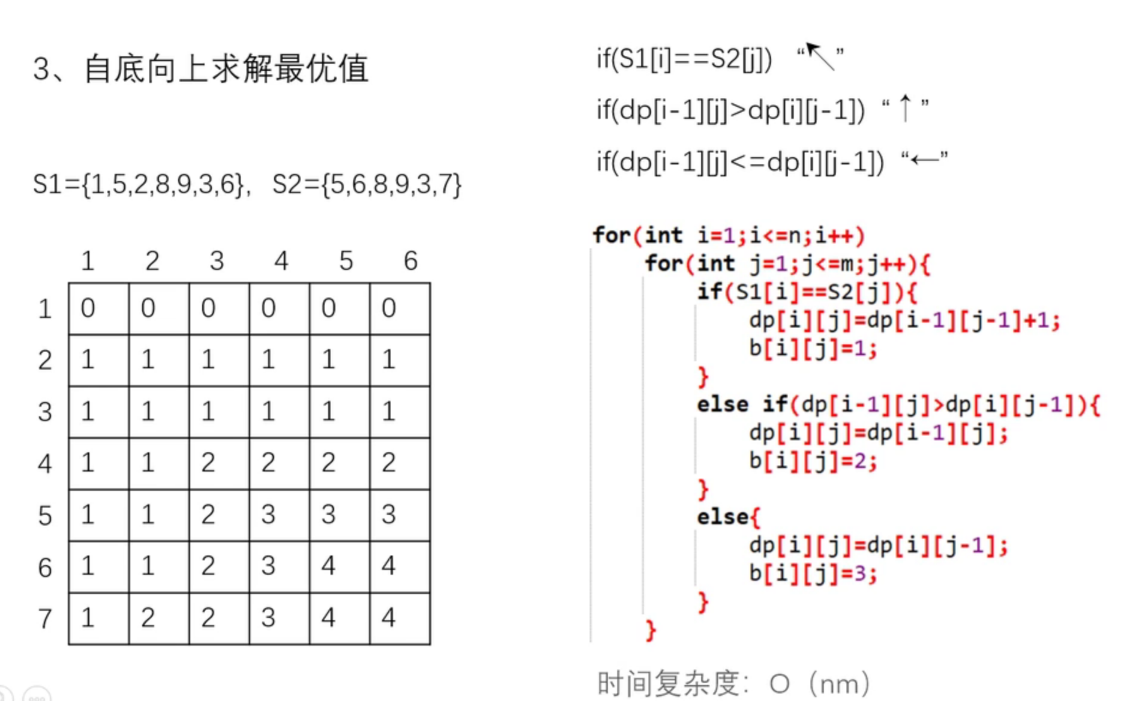 3、自底向上求解最优值
S1={1,5,2,8,9,3,6}, S2={5,6,8,9,3,7}
1 2 3 4 5 6
1 0 0 0 0 0 0
2 1 1 1 1 1 1
3 1 1 1 1 1 1
4 1 1 2 2 2 2
5 1 1 2 3 3 3
6 1 1 2 3 4 4
7 1 2 2 3 4 4
if(S1[i]==S2[j]) “↖”
if(dp[i-1][j]>dp[i][j-1]) “↑”
if(dp[i-1][j]<=dp[i][j-1]) “←”
for(int i=1;i<=n;i++)
for(int j=1;j<=m;j++){
if(S1[i]==S2[j]){
dp[i][j]=dp[i-1][j-1]+1;
b[i][j]=1;
}
else if(dp[i-1][j]>dp[i][j-1]){
dp[i][j]=dp[i-1][j];
b[i][j]=2;
}
else{
dp[i][j]=dp[i][j-1];
b[i][j]=3;
}
}
时间复杂度：O（nm）